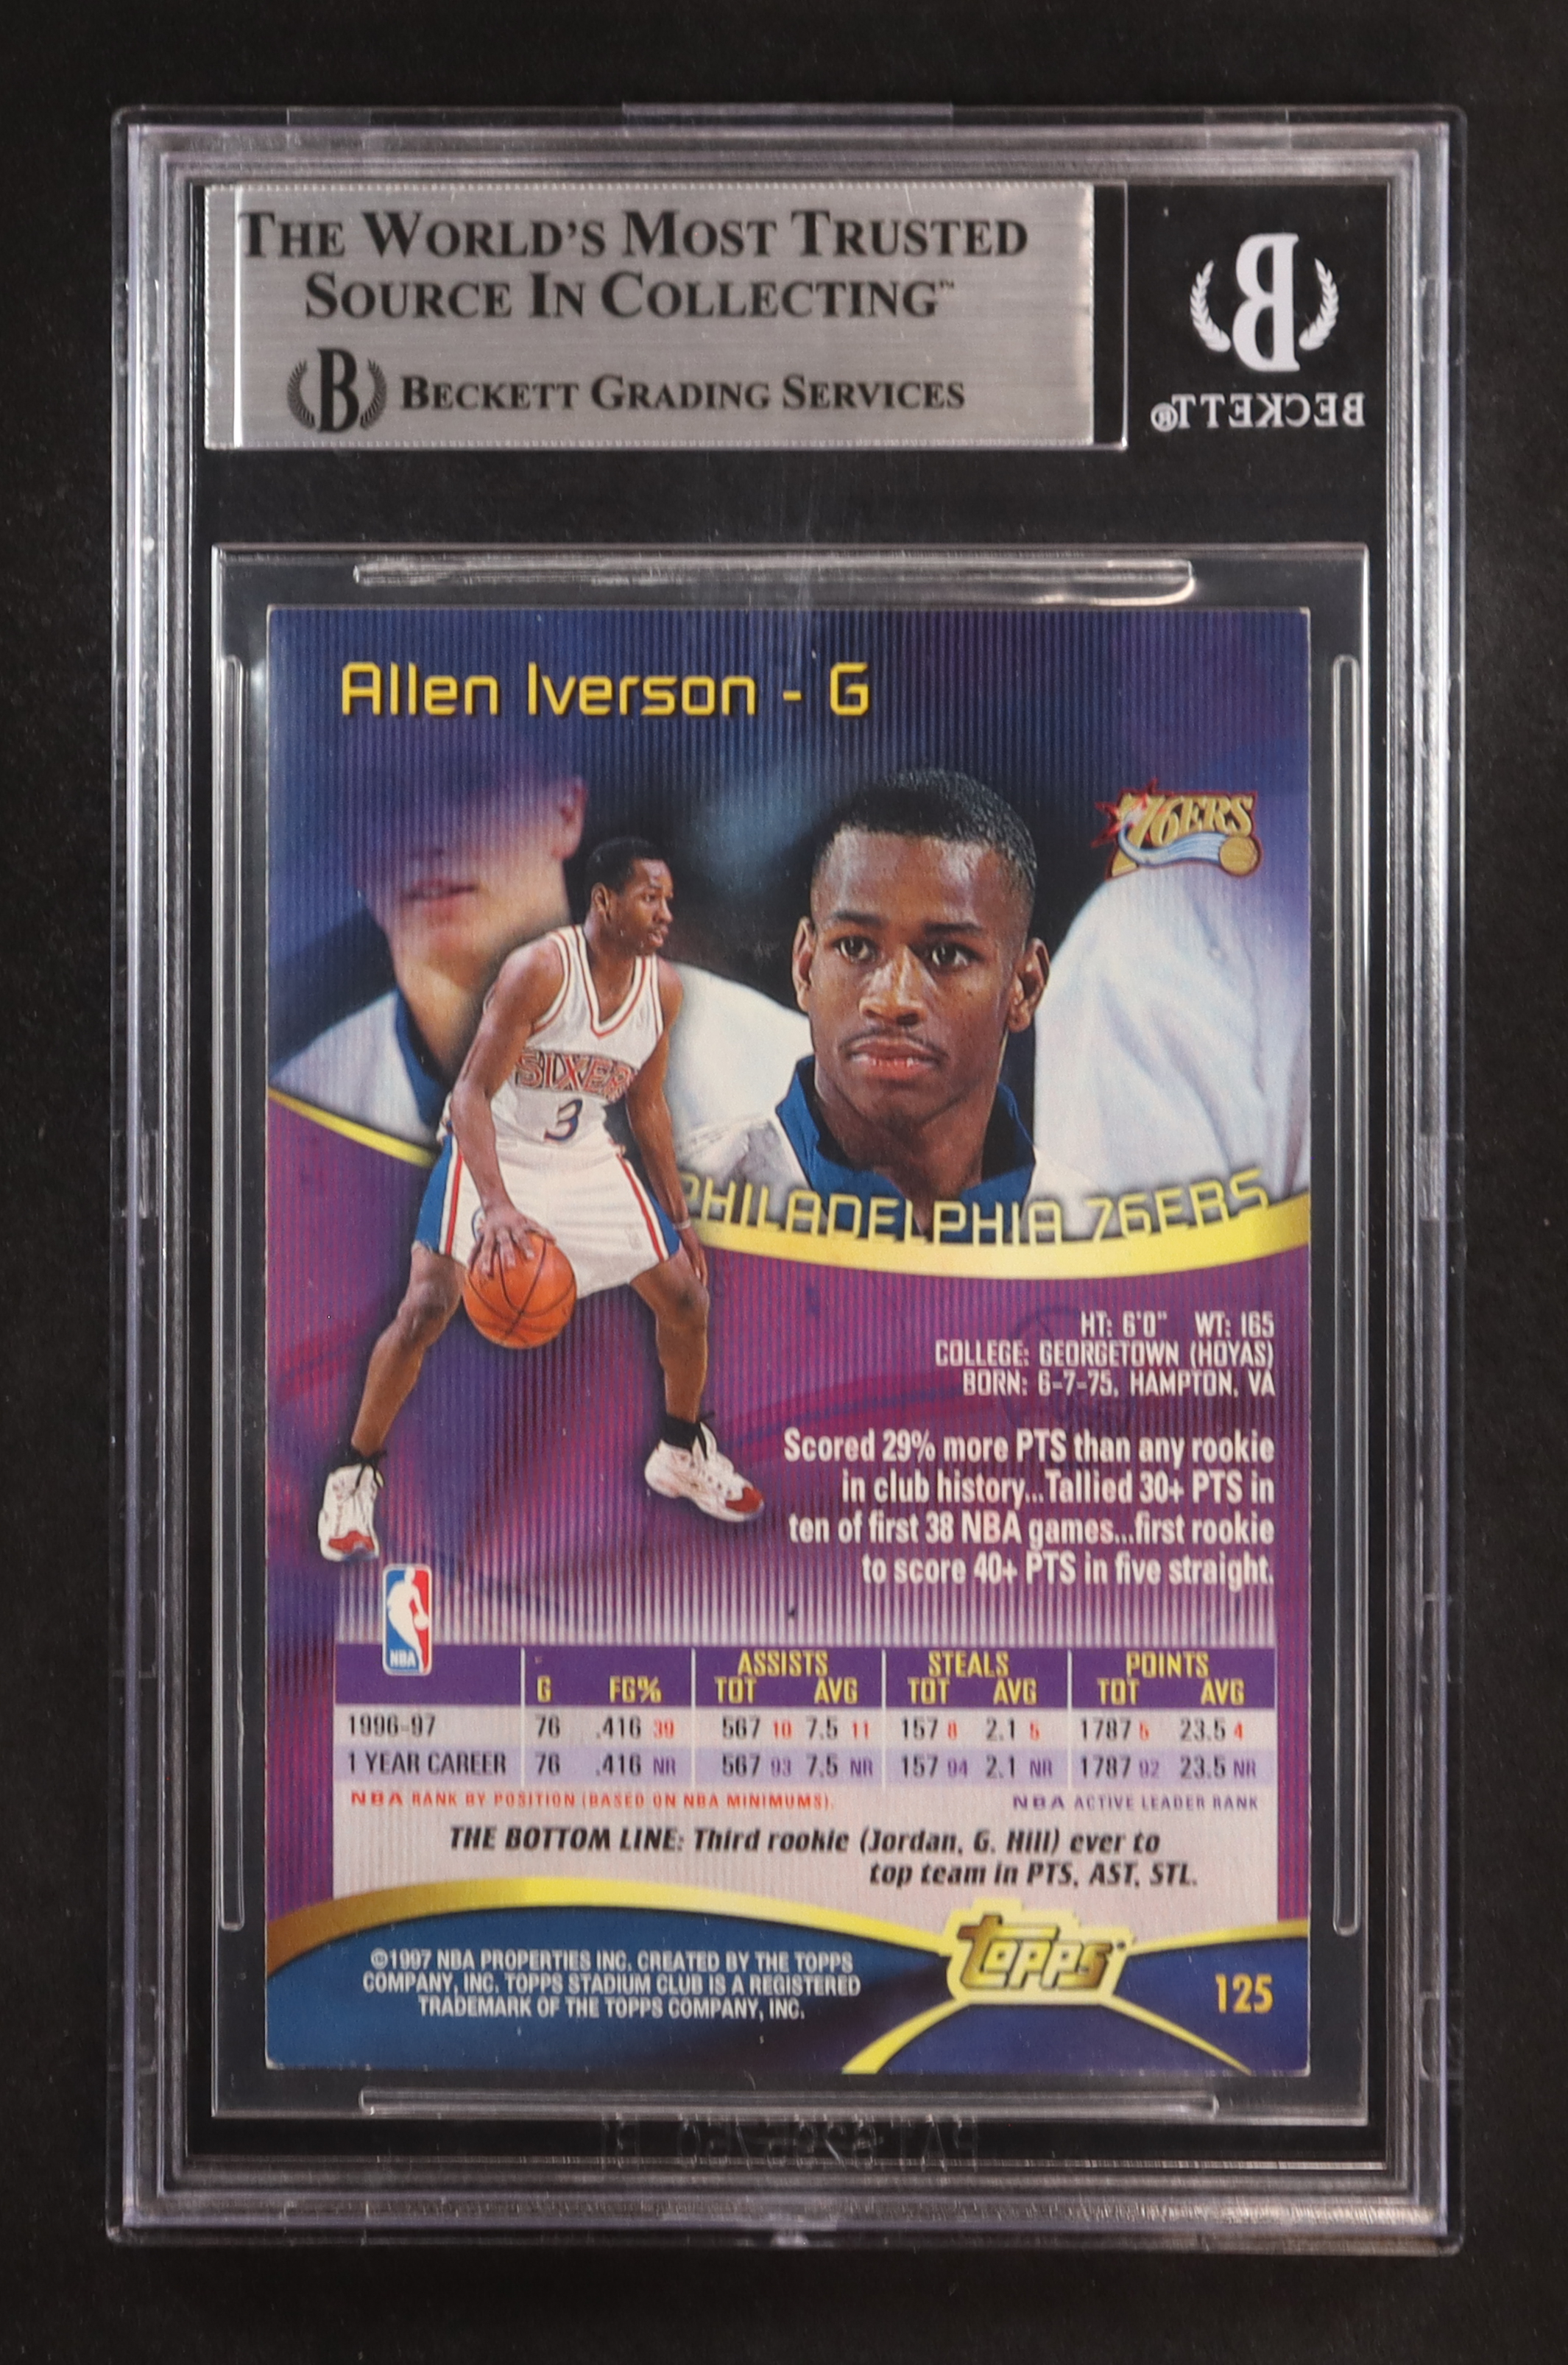 THE WORLD'S MOST TRUSTED
SOURCE IN COLLECTING™
B BECKETT GRADING SERVICES
B
BECKETT®
Allen Iverson - G
76ERS
SIXERS
3
PHILADELPHIA 76ERS
HT: 6'0" WT: 165
COLLEGE: GEORGETOWN (HOYAS)
BORN: 6-7-75, HAMPTON, VA
Scored 29% more PTS than any rookie
in club history...Tallied 30+ PTS in
ten of first 38 NBA games...first rookie
to score 40+ PTS in five straight.
NBA
ASSISTS STEALS POINTS
G FG% TOT AVG TOT AVG TOT AVG
1996-97 76 .416 39 567 10 7.5 11 157 8 2.1 5 1787 5 23.5 4
1 YEAR CAREER 76 .416 NR 567 93 7.5 NR 157 94 2.1 NR 1787 92 23.5 NR
NBA RANK BY POSITION (BASED ON NBA MINIMUMS). NBA ACTIVE LEADER RANK
THE BOTTOM LINE: Third rookie (Jordan, G. Hill) ever to
top team in PTS, AST, STL.
©1997 NBA PROPERTIES INC. CREATED BY THE TOPPS
COMPANY, INC. TOPPS STADIUM CLUB IS A REGISTERED
TRADEMARK OF THE TOPPS COMPANY, INC.
Topps
125